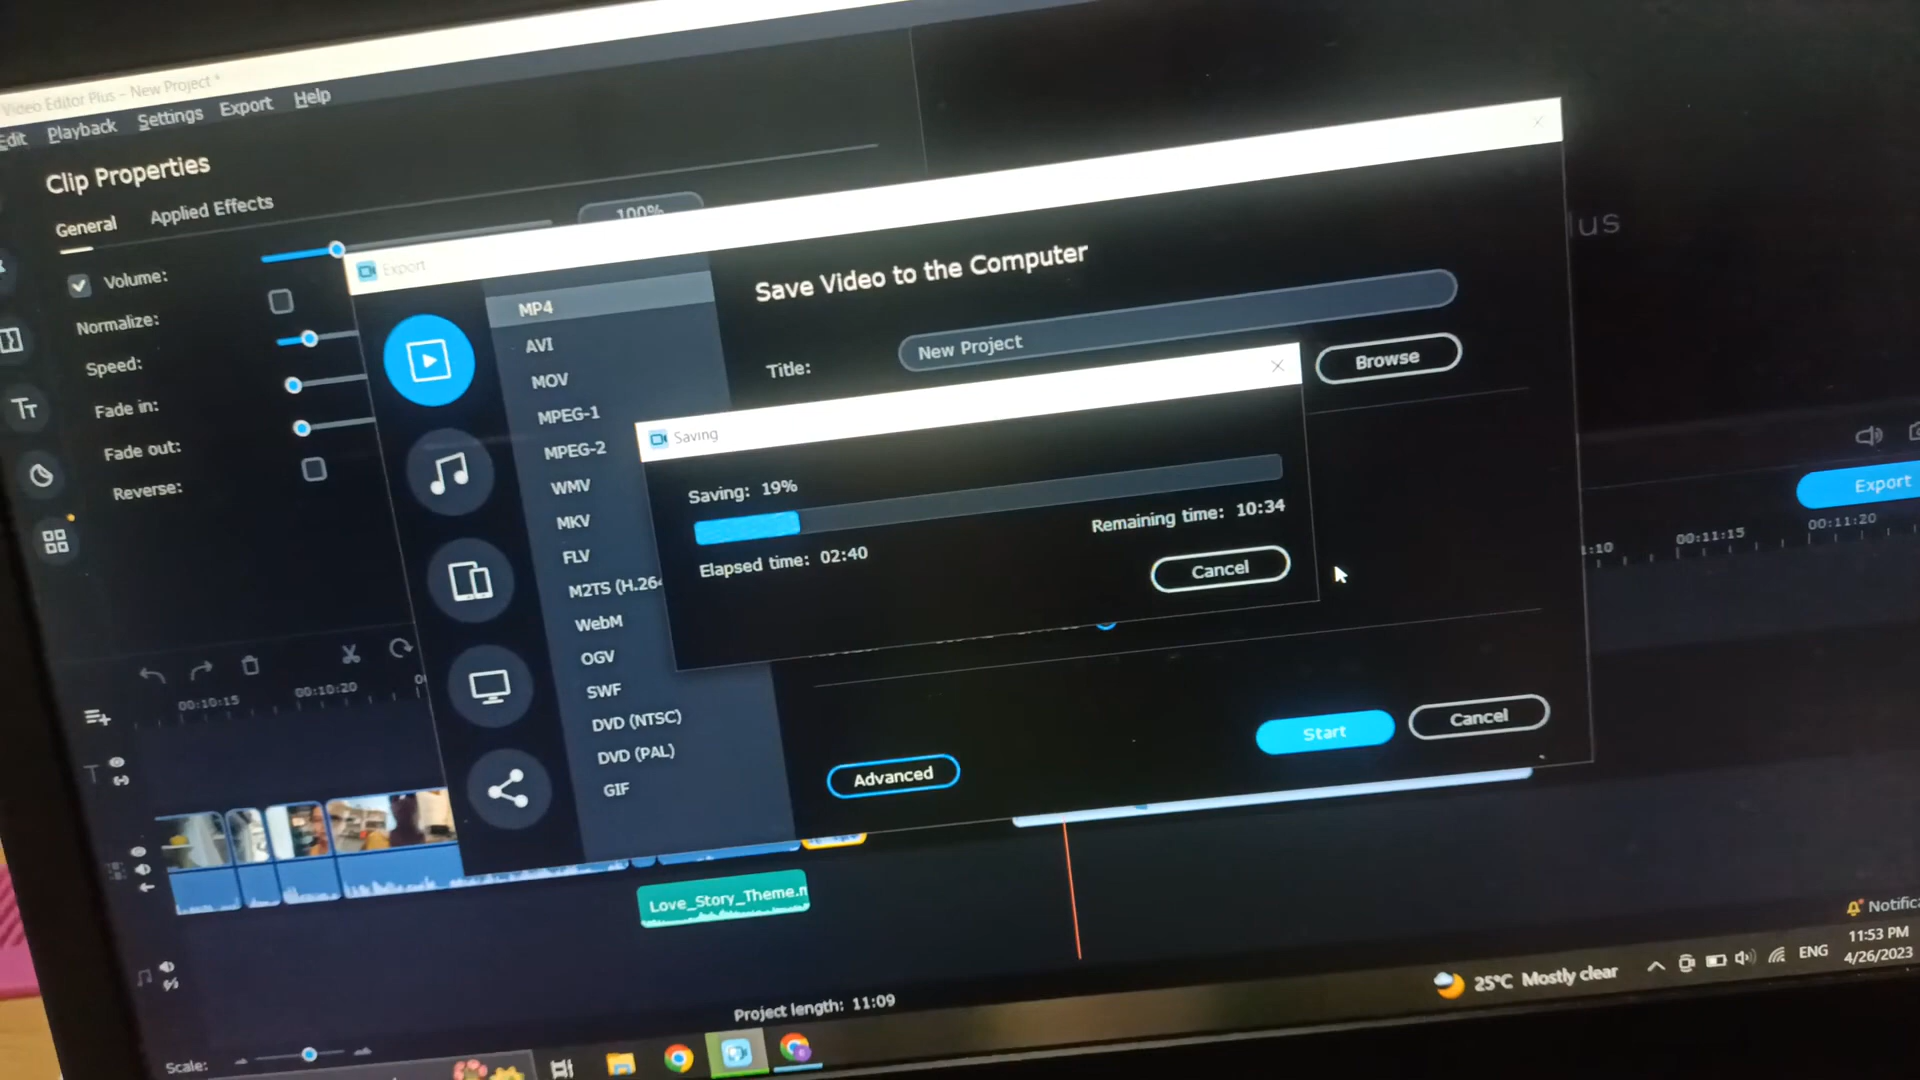 Video Editor Plus – New Project *
Edit Playback Settings Export Help
Clip Properties
General Applied Effects
100%
Volume:
Normalize:
Speed:
Fade in:
Fade out:
Reverse:
Export
MP4
AVI
MOV
MPEG-1
MPEG-2
WMV
MKV
FLV
M2TS (H.264
WebM
OGV
SWF
DVD (NTSC)
DVD (PAL)
GIF
Save Video to the Computer
Title: New Project
Browse
Saving
Saving: 19%
Elapsed time: 02:40
Remaining time: 10:34
Cancel
Advanced
Start
Cancel
lus
Export
00:10:15
00:10:20
1:10
00:11:15
00:11:20
Love_Story_Theme.m
Project length: 11:09
Scale:
Notifica
25°C Mostly clear
ENG
11:53 PM
4/26/2023